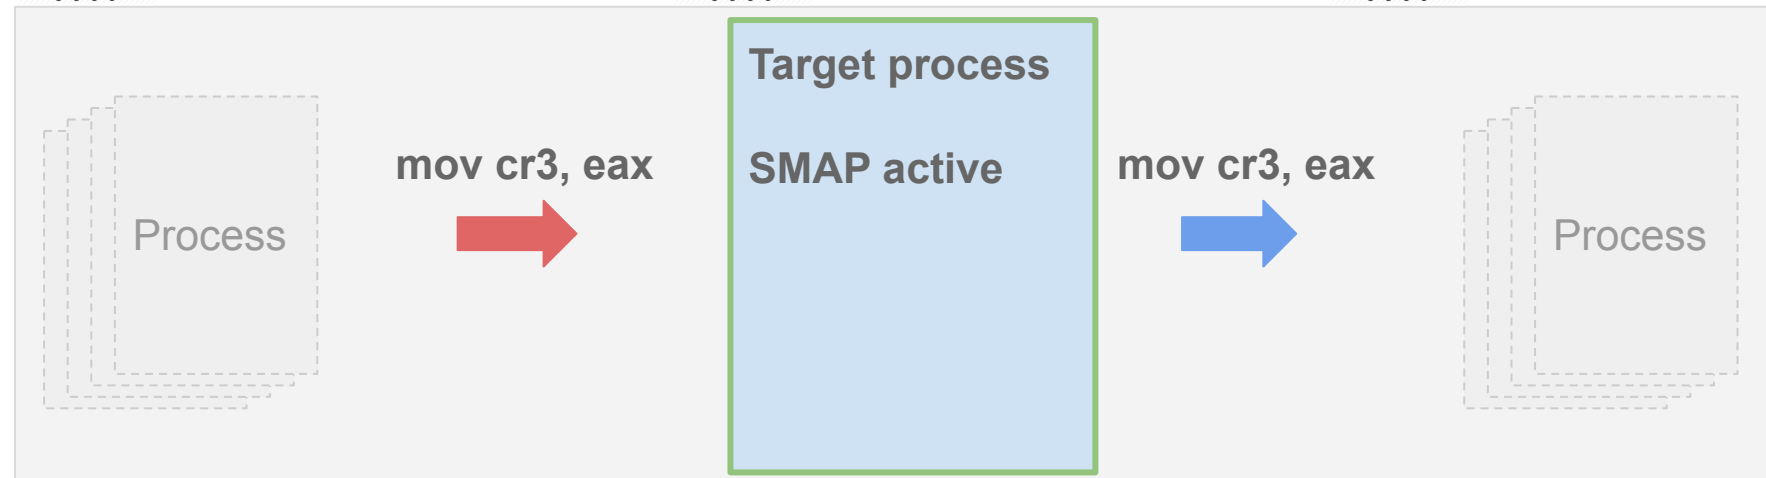 Target process
SMAP active
mov cr3, eax
mov cr3, eax
Process
Process